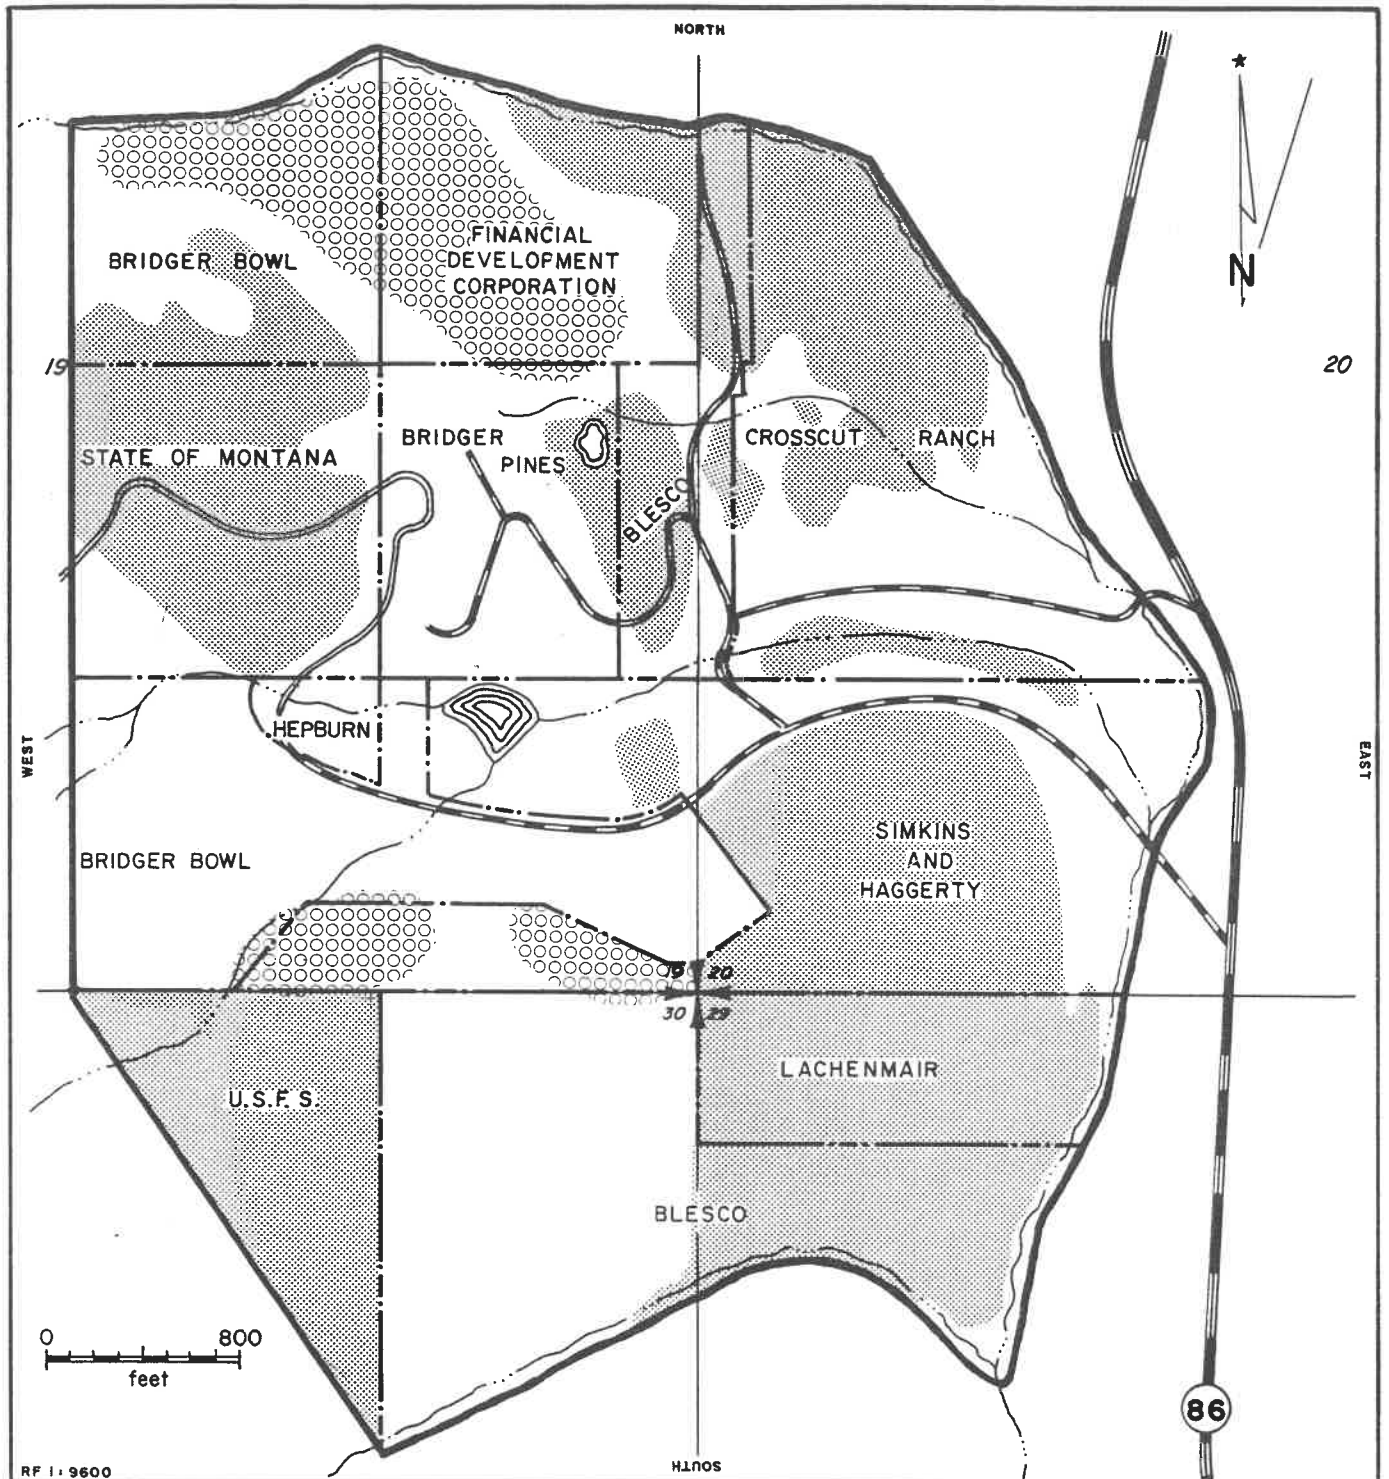 NORTH
*
N
BRIDGER BOWL
FINANCIAL
DEVELOPMENT
CORPORATION
19
20
STATE OF MONTANA
BRIDGER
PINES
BLESCO
CROSSCUT RANCH
HEPBURN
WEST
EAST
BRIDGER BOWL
SIMKINS
AND
HAGGERTY
19 20
30 29
U.S.F.S.
LACHENMAIR
BLESCO
0 800
feet
86
RF 1:9600
SOUTH